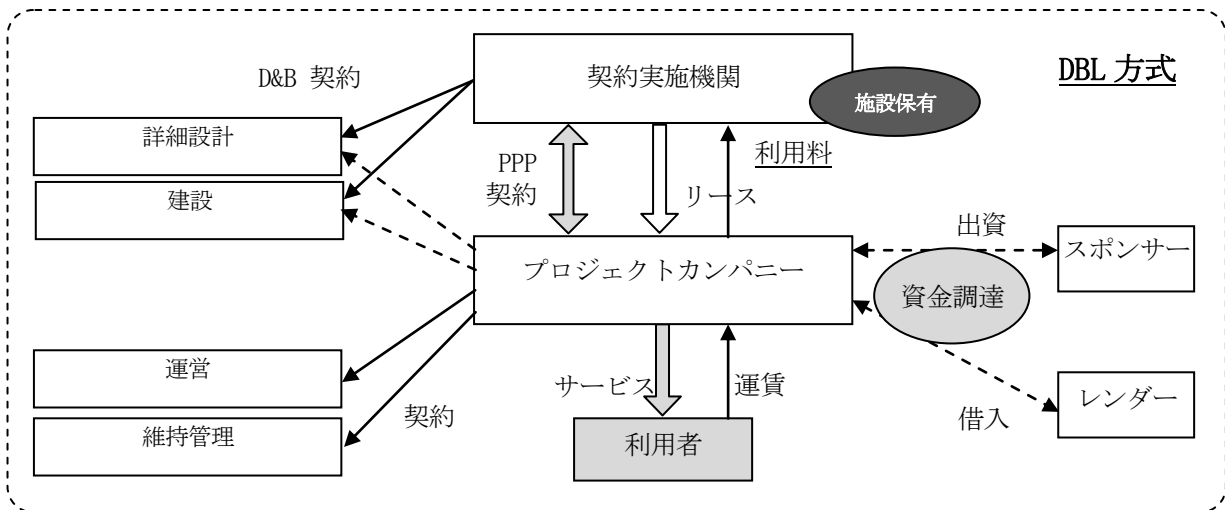 契約実施機関
DBL 方式
D&B 契約
施設保有
詳細設計
利用料
PPP
契約
リース
建設
出資
スポンサー
プロジェクトカンパニー
資金調達
運営
サービス
運賃
レンダー
契約
借入
維持管理
利用者